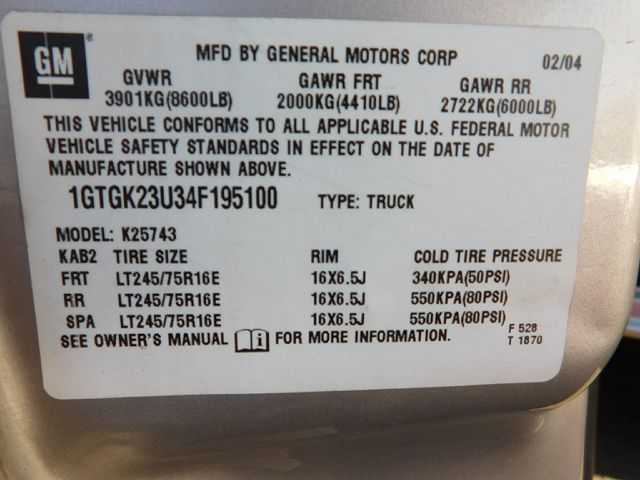 GM
MFD BY GENERAL MOTORS CORP 02/04
GVWR GAWR FRT GAWR RR
3901KG(8600LB) 2000KG(4410LB) 2722KG(6000LB)
THIS VEHICLE CONFORMS TO ALL APPLICABLE U.S. FEDERAL MOTOR
VEHICLE SAFETY STANDARDS IN EFFECT ON THE DATE OF
MANUFACTURE SHOWN ABOVE.
1GTGK23U34F195100 TYPE: TRUCK
MODEL: K25743
KAB2 TIRE SIZE RIM COLD TIRE PRESSURE
FRT LT245/75R16E 16X6.5J 340KPA(50PSI)
RR LT245/75R16E 16X6.5J 550KPA(80PSI)
SPA LT245/75R16E 16X6.5J 550KPA(80PSI)
SEE OWNER'S MANUAL i FOR MORE INFORMATION.
F 528
T 1870